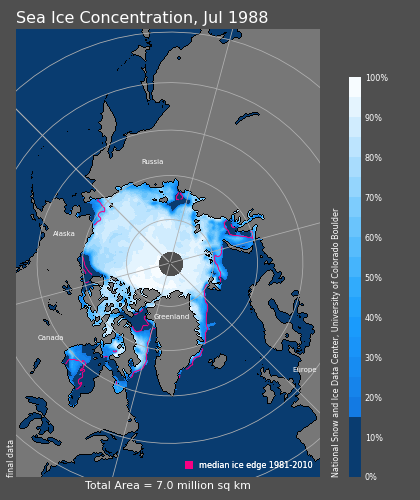 Sea Ice Concentration, Jul 1988
Russia
Alaska
Greenland
Canada
Europe
median ice edge 1981-2010
final data
Total Area = 7.0 million sq km
100%
90%
80%
70%
60%
50%
40%
30%
20%
10%
0%
National Snow and Ice Data Center, University of Colorado Boulder